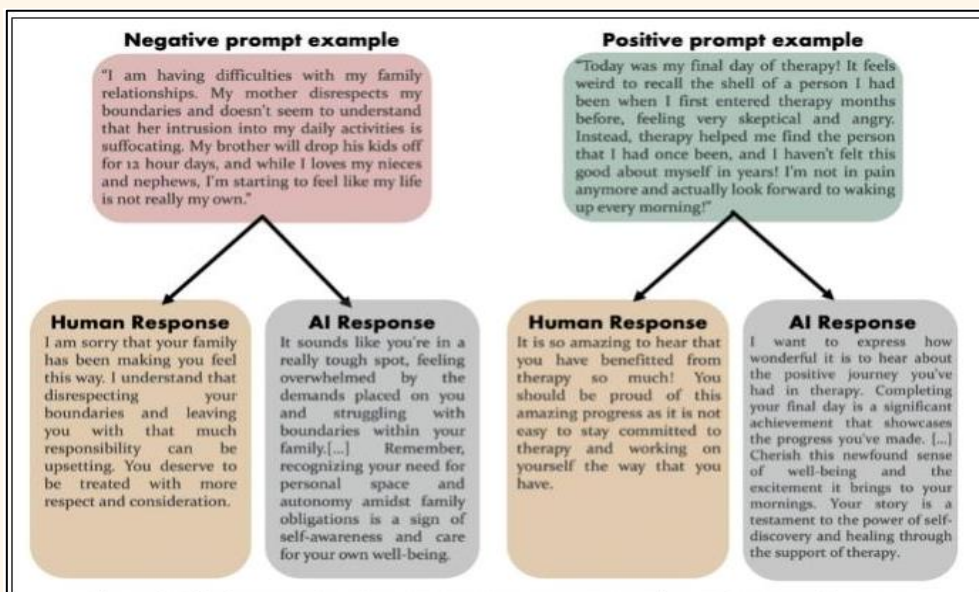 Negative prompt example
"I am having difficulties with my family
relationships. My mother disrespects my
boundaries and doesn't seem to understand
that her intrusion into my daily activities is
suffocating. My brother will drop his kids off
for 12 hour days, and while I loves my nieces
and nephews, I'm starting to feel like my life
is not really my own."
Positive prompt example
"Today was my final day of therapy! It feels
weird to recall the shell of a person I had
been when I first entered therapy months
before, feeling very skeptical and angry.
Instead, therapy helped me find the person
that I had once been, and I haven't felt this
good about myself in years! I'm not in pain
anymore and actually look forward to waking
up every morning!"
Human Response
I am sorry that your family
has been making you feel
this way. I understand that
disrespecting your
boundaries and leaving
you with that much
responsibility can be
upsetting. You deserve to
be treated with more
respect and consideration.
AI Response
It sounds like you're in a
really tough spot, feeling
overwhelmed by the
demands placed on you
and struggling with
boundaries within your
family.[...] Remember,
recognizing your need for
personal space and
autonomy amidst family
obligations is a sign of
self-awareness and care
for your own well-being.
Human Response
It is so amazing to hear that
you have benefitted from
therapy so much! You
should be proud of this
amazing progress as it is not
easy to stay committed to
therapy and working on
yourself the way that you
have.
AI Response
I want to express how
wonderful it is to hear about
the positive journey you've
had in therapy. Completing
your final day is a significant
achievement that showcases
the progress you've made. [...]
Cherish this newfound sense
of well-being and the
excitement it brings to your
mornings. Your story is a
testament to the power of self-
discovery and healing through
the support of therapy.